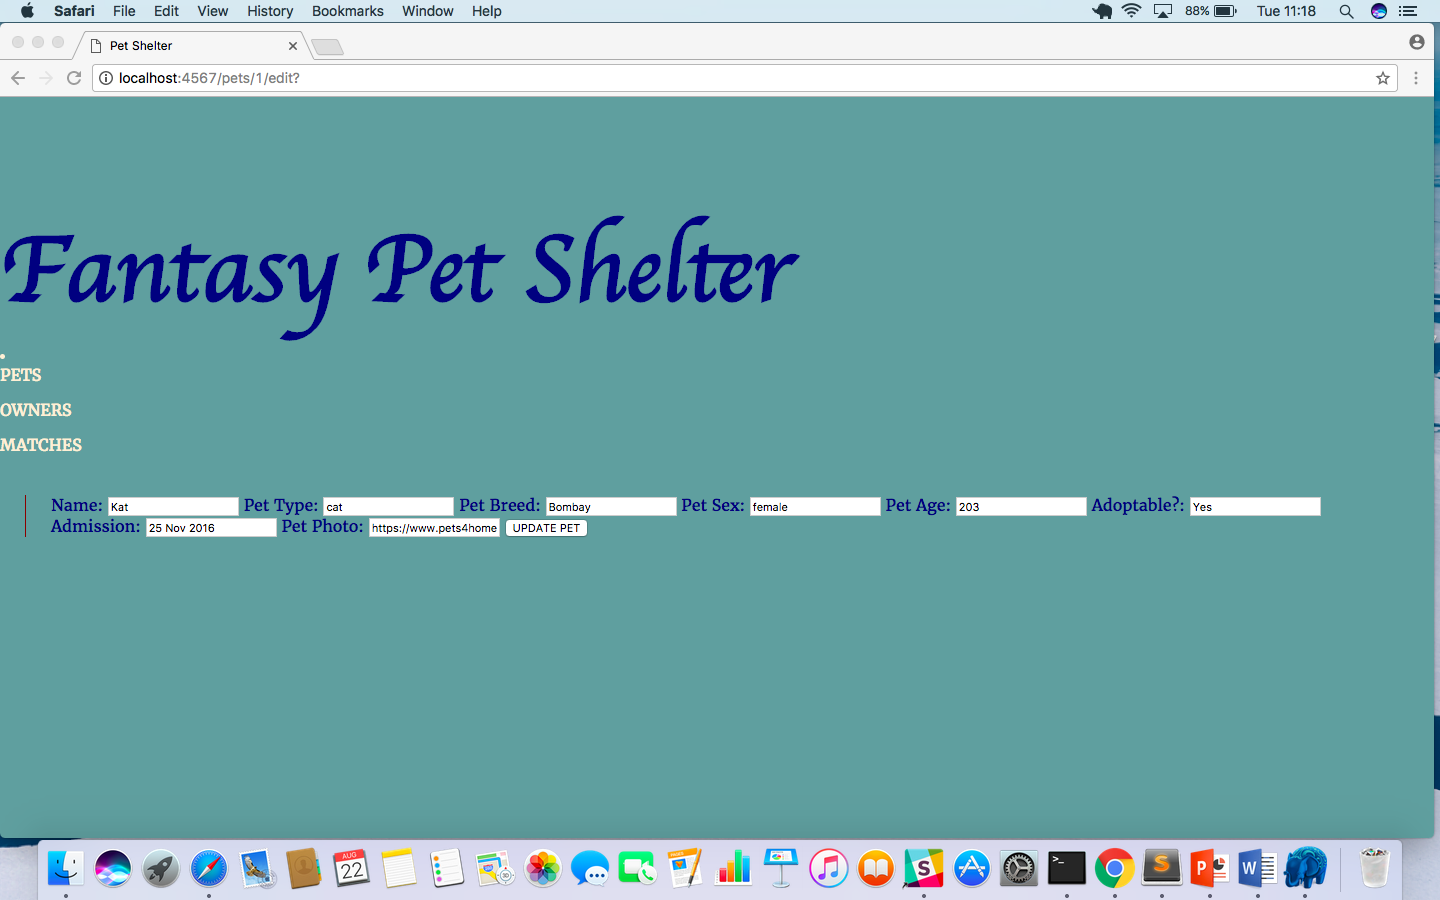 Safari File Edit View History Bookmarks Window Help 88% Tue 11:18
Pet Shelter
localhost:4567/pets/1/edit?
Fantasy Pet Shelter
PETS
OWNERS
MATCHES
Name: Kat Pet Type: cat Pet Breed: Bombay Pet Sex: female Pet Age: 203 Adoptable?: Yes
Admission: 25 Nov 2016 Pet Photo: https://www.pets4home UPDATE PET
AUG
22